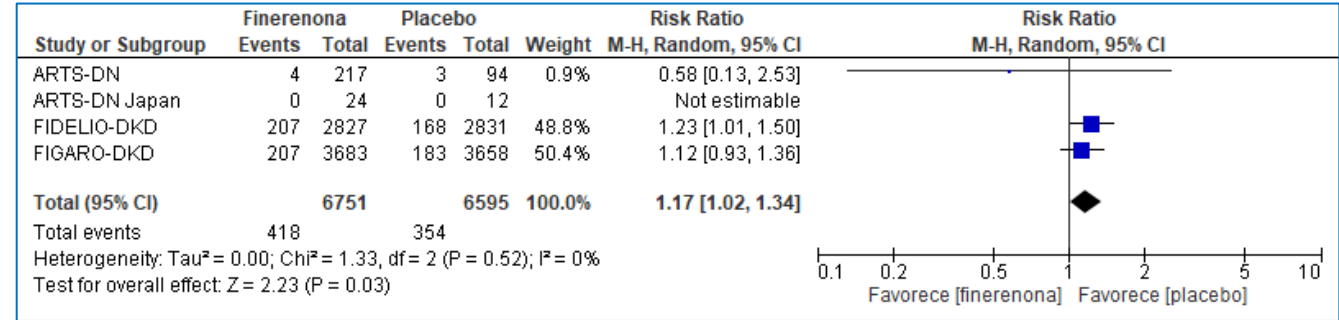 Finerenona Placebo Risk Ratio Risk Ratio
Study or Subgroup Events Total Events Total Weight M-H, Random, 95% CI M-H, Random, 95% CI
ARTS-DN 4 217 3 94 0.9% 0.58 [0.13, 2.53]
ARTS-DN Japan 0 24 0 12 Not estimable
FIDELIO-DKD 207 2827 168 2831 48.8% 1.23 [1.01, 1.50]
FIGARO-DKD 207 3683 183 3658 50.4% 1.12 [0.93, 1.36]
Total (95% CI) 6751 6595 100.0% 1.17 [1.02, 1.34]
Total events 418 354
Heterogeneity: Tau² = 0.00; Chi² = 1.33, df = 2 (P = 0.52); I² = 0%
Test for overall effect: Z = 2.23 (P = 0.03)
0.1 0.2 0.5 1 2 5 10
Favorece [finerenona] Favorece [placebo]